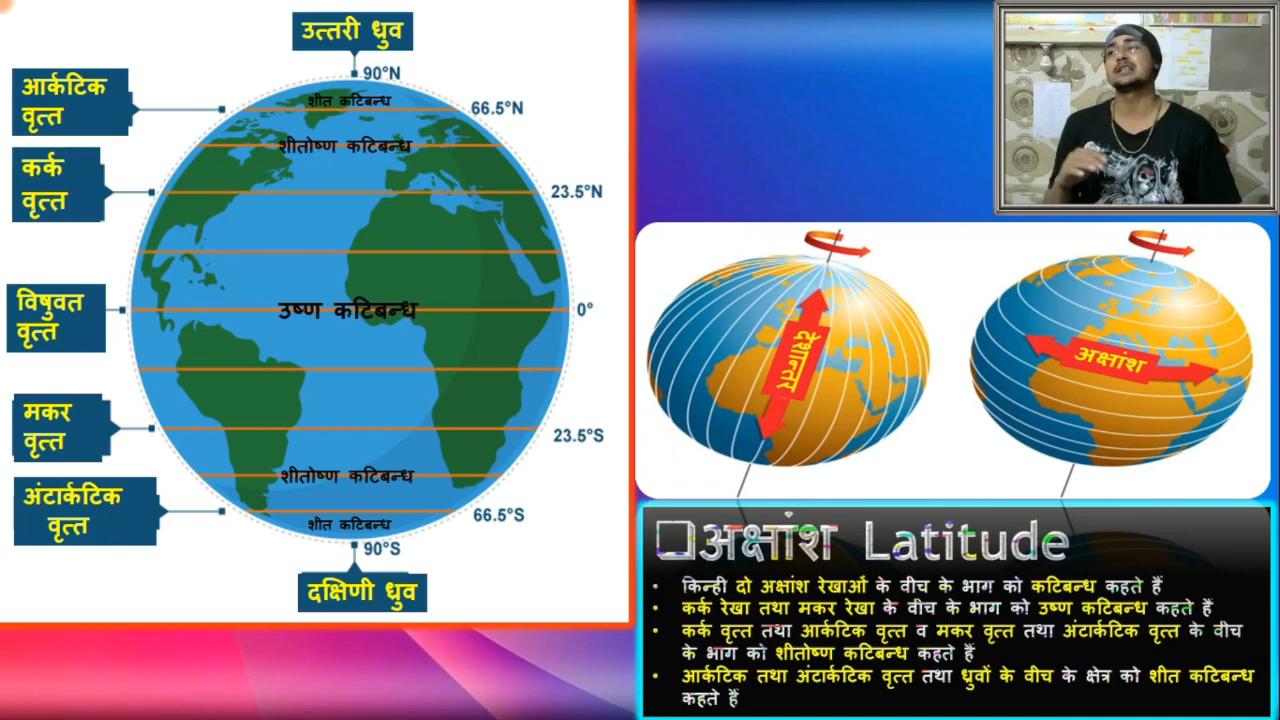 उत्तरी ध्रुव
90°N
आर्कटिक
वृत्त
शीत कटिबन्ध
66.5°N
शीतोष्ण कटिबन्ध
कर्क
वृत्त
23.5°N
विषुवत
वृत्त
उष्ण कटिबन्ध
0°
मकर
वृत्त
23.5°S
शीतोष्ण कटिबन्ध
अंटार्कटिक
वृत्त
66.5°S
शीत कटिबन्ध
90°S
दक्षिणी ध्रुव
देशान्तर
अक्षांश
अक्षांश Latitude
• किन्ही दो अक्षांश रेखाओं के वीच के भाग को कटिबन्ध कहते हैं
• कर्क रेखा तथा मकर रेखा के वीच के भाग को उष्ण कटिबन्ध कहते हैं
• कर्क वृत्त तथा आर्कटिक वृत्त व मकर वृत्त तथा अंटार्कटिक वृत्त के वीच
के भाग को शीतोष्ण कटिबन्ध कहते हैं
• आर्कटिक तथा अंटार्कटिक वृत्त तथा ध्रुवों के वीच के क्षेत्र को शीत कटिबन्ध
कहते हैं